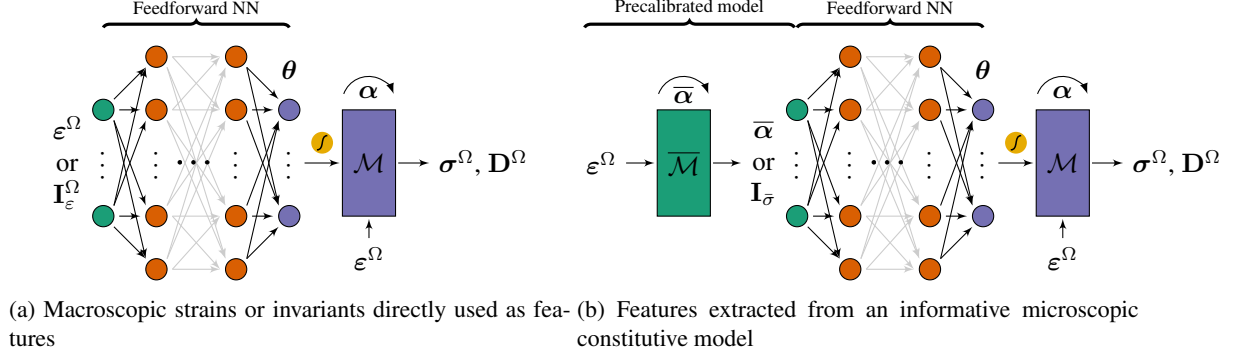 Feedforward NN
θ
α
ε^Ω
or
I_ε^Ω
∫
M
σ^Ω, D^Ω
ε^Ω
Precalibrated model
Feedforward NN
ε^Ω
α̅
M̅
α̅
or
I_σ̄
θ
∫
α
M
σ^Ω, D^Ω
ε^Ω
(a) Macroscopic strains or invariants directly used as fea-
tures
(b) Features extracted from an informative microscopic
constitutive model